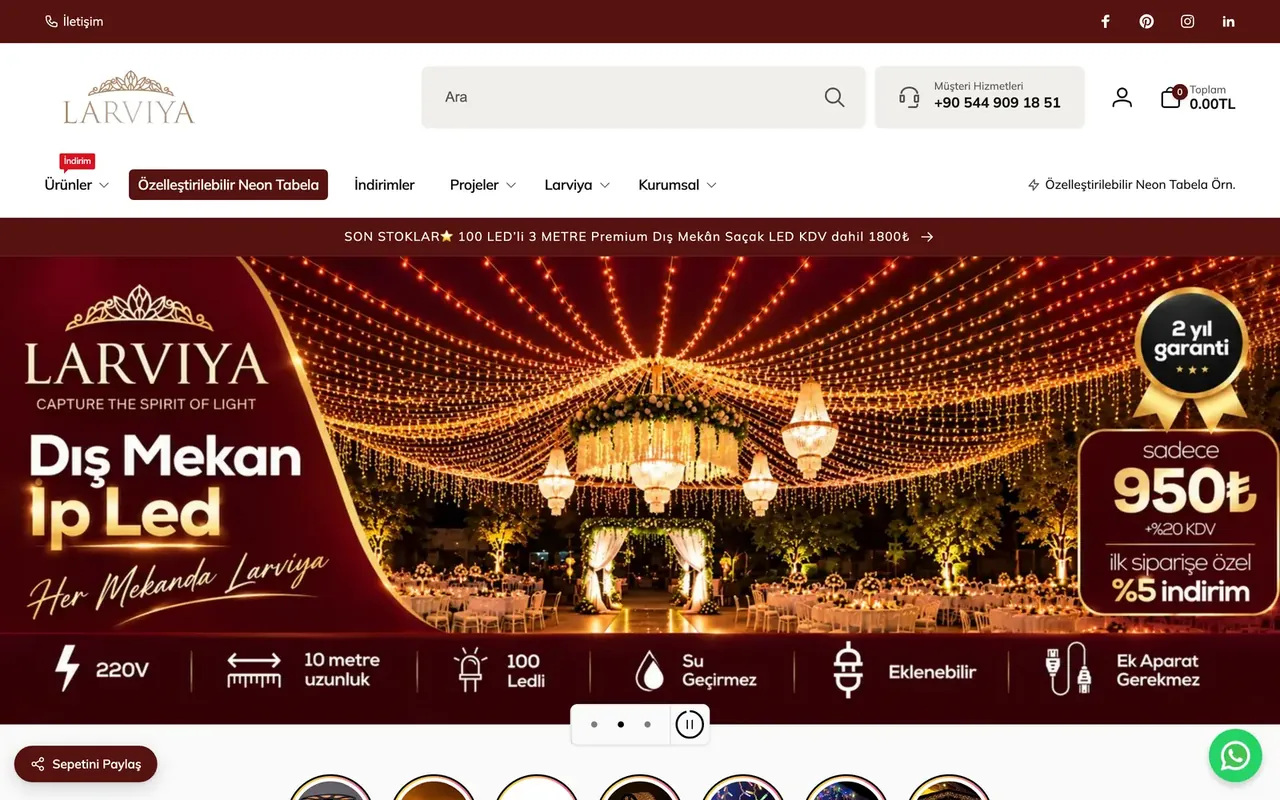 İletişim
LARVIYA
Ara
Müşteri Hizmetleri
+90 544 909 18 51
0
Toplam
0.00TL
İndirim
Ürünler
Özelleştirilebilir Neon Tabela
İndirimler
Projeler
Larviya
Kurumsal
Özelleştirilebilir Neon Tabela Örn.
SON STOKLAR⭐ 100 LED'li 3 METRE Premium Dış Mekân Saçak LED KDV dahil 1800₺ →
LARVIYA
CAPTURE THE SPIRIT OF LIGHT
Dış Mekan
İp Led
Her Mekanda Larviya
2 yıl
garanti
sadece
950₺
+%20 KDV
ilk siparişe özel
%5 indirim
220V
10 metre
uzunluk
100
Ledli
Su
Geçirmez
Eklenebilir
Ek Aparat
Gerekmez
Sepetini Paylaş